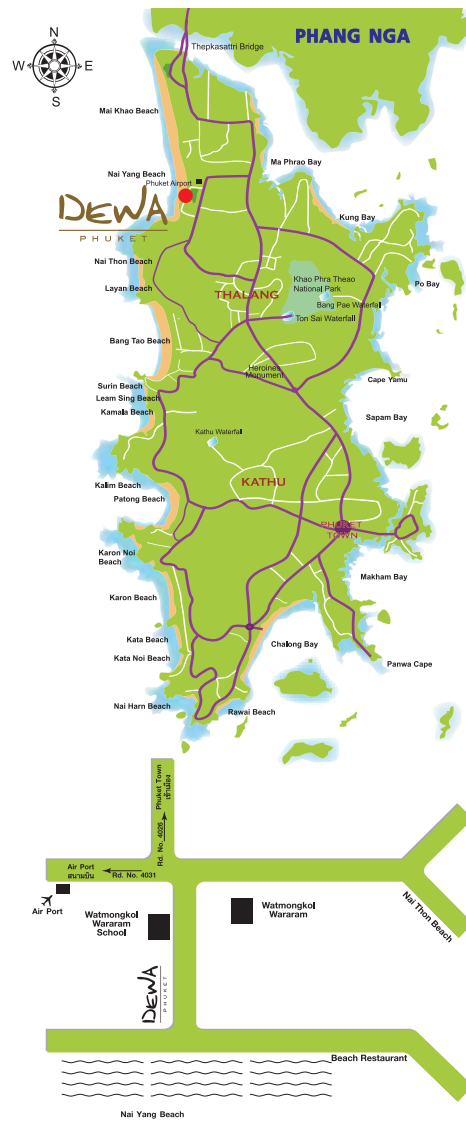 PHANG NGA
N
W
E
S
Thepkasattri Bridge
Mai Khao Beach
Ma Phrao Bay
Nai Yang Beach
Phuket Airport
DEWA
PHUKET
Kung Bay
Nai Thon Beach
Layan Beach
Khao Phra Theao
National Park
Po Bay
THALANG
Bang Pae Waterfall
Ton Sai Waterfall
Bang Tao Beach
Heroines
Monument
Surin Beach
Leam Sing Beach
Kamala Beach
Cape Yamu
Sapam Bay
Kathu Waterfall
Kalim Beach
KATHU
Patong Beach
PHUKET
TOWN
Karon Noi
Beach
Makham Bay
Karon Beach
Kata Beach
Chalong Bay
Kata Noi Beach
Panwa Cape
Nai Harn Beach
Rawai Beach
Phuket Town
เข้าเมือง
Rd. No. 4026
Air Port
สนามบิน
Rd. No. 4031
Air Port
Watmongkol
Wararam
School
Watmongkol
Wararam
Nai Thon Beach
DEWA
PHUKET
Beach Restaurant
Nai Yang Beach